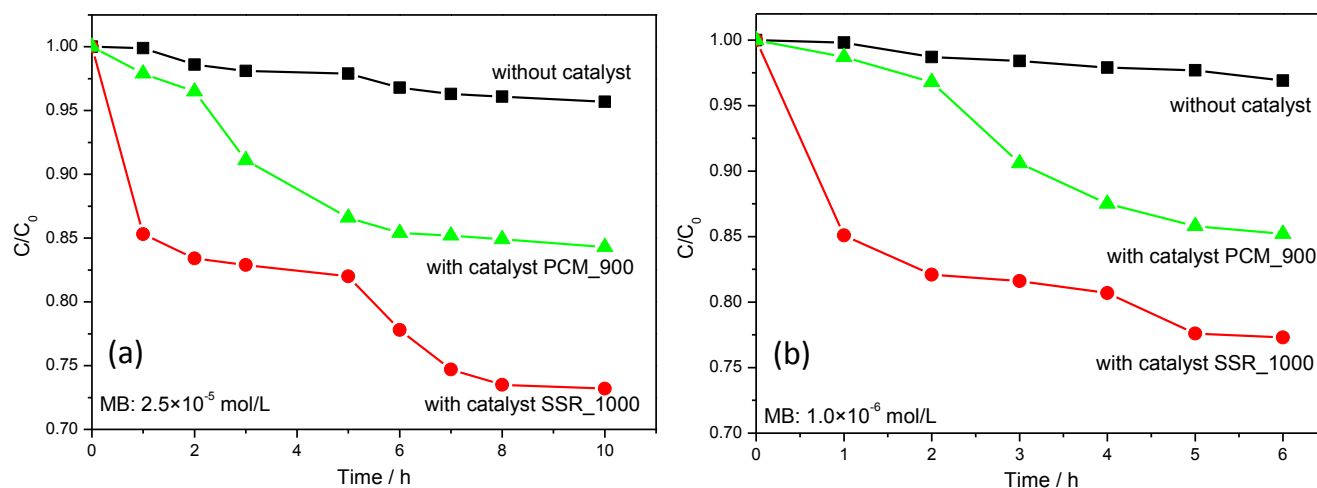 1.00
0.95
0.90
0.85
0.80
0.75
0.70
C/C₀
without catalyst
with catalyst PCM_900
with catalyst SSR_1000
(a)
MB: 2.5×10⁻⁵ mol/L
0 2 4 6 8 10
Time / h
1.00
0.95
0.90
0.85
0.80
0.75
0.70
C/C₀
without catalyst
with catalyst PCM_900
with catalyst SSR_1000
(b)
MB: 1.0×10⁻⁶ mol/L
0 1 2 3 4 5 6
Time / h